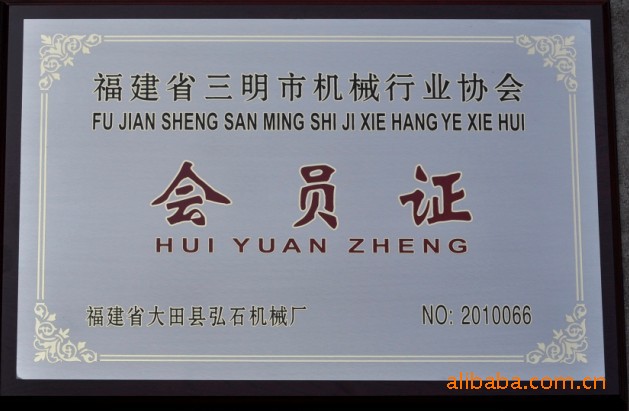 福建省三明市机械行业协会
FU JIAN SHENG SAN MING SHI JI XIE HANG YE XIE HUI
会员证
HUI YUAN ZHENG
福建省大田县弘石机械厂 NO: 2010066
alibaba.com.cn